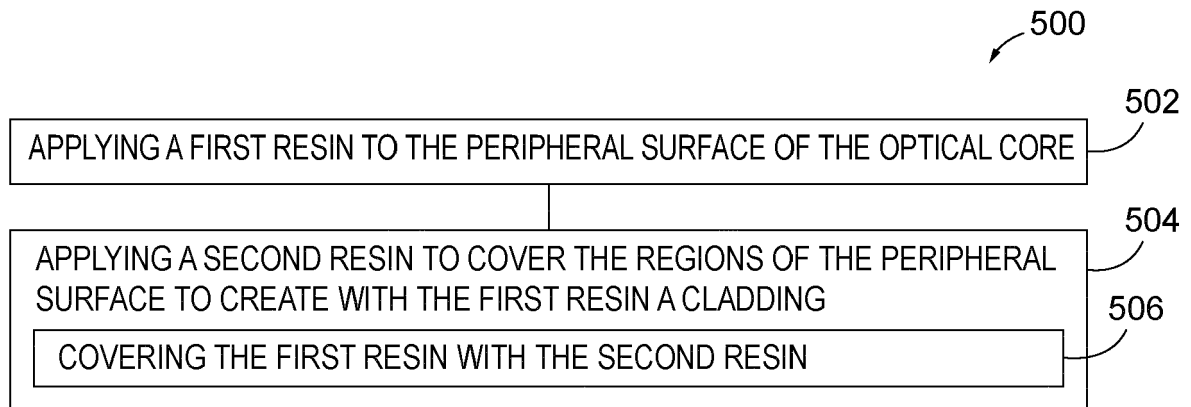 500
502
APPLYING A FIRST RESIN TO THE PERIPHERAL SURFACE OF THE OPTICAL CORE
504
APPLYING A SECOND RESIN TO COVER THE REGIONS OF THE PERIPHERAL
SURFACE TO CREATE WITH THE FIRST RESIN A CLADDING
506
COVERING THE FIRST RESIN WITH THE SECOND RESIN